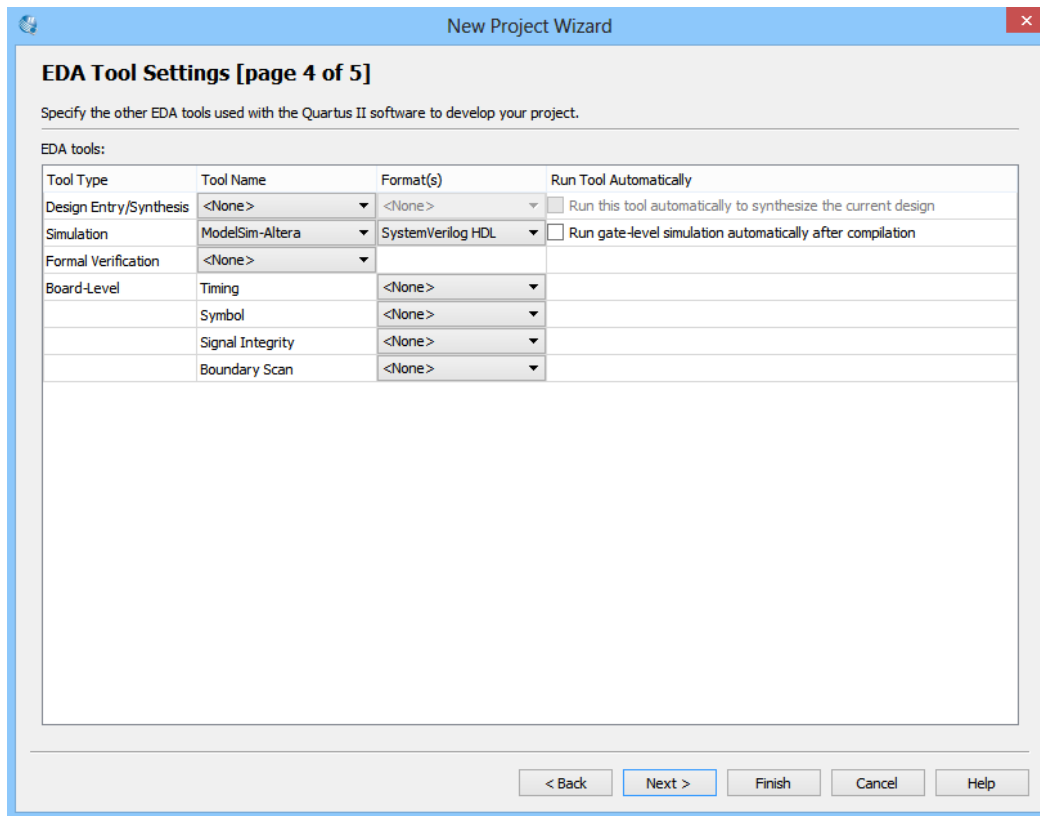 New Project Wizard
EDA Tool Settings [page 4 of 5]
Specify the other EDA tools used with the Quartus II software to develop your project.
EDA tools:
Tool Type Tool Name Format(s) Run Tool Automatically
Design Entry/Synthesis <None> <None> Run this tool automatically to synthesize the current design
Simulation ModelSim-Altera SystemVerilog HDL Run gate-level simulation automatically after compilation
Formal Verification <None>
Board-Level Timing <None>
Symbol <None>
Signal Integrity <None>
Boundary Scan <None>
< Back Next > Finish Cancel Help